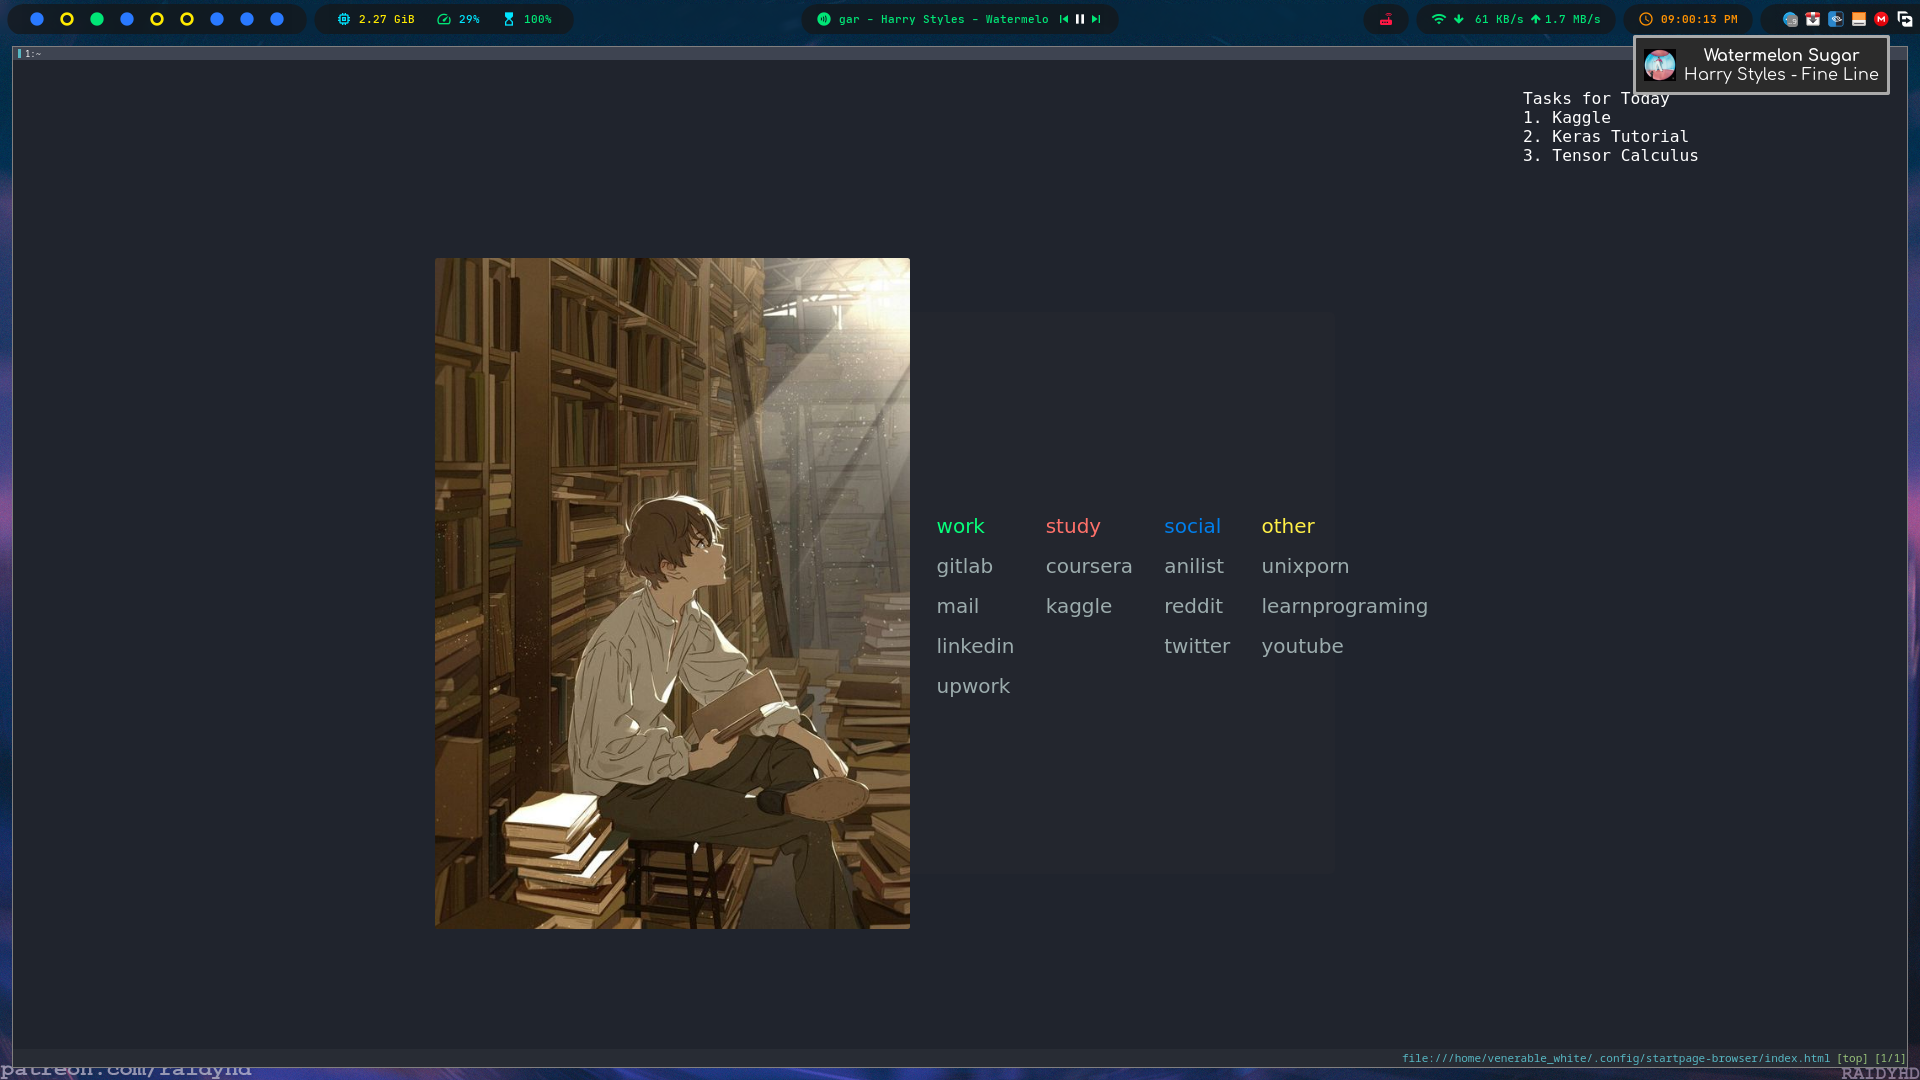 2.27 GiB 29% 100% gar - Harry Styles - Watermelo 61 KB/s 1.7 MB/s 09:00:13 PM
1:~
Watermelon Sugar
Harry Styles - Fine Line
Tasks for Today
1. Kaggle
2. Keras Tutorial
3. Tensor Calculus
work study social other
gitlab coursera anilist unixporn
mail kaggle reddit learnprograming
linkedin twitter youtube
upwork
file:///home/venerable_white/.config/startpage-browser/index.html [top] [1/1]
patreon.com/raidyhd
RAIDYHD